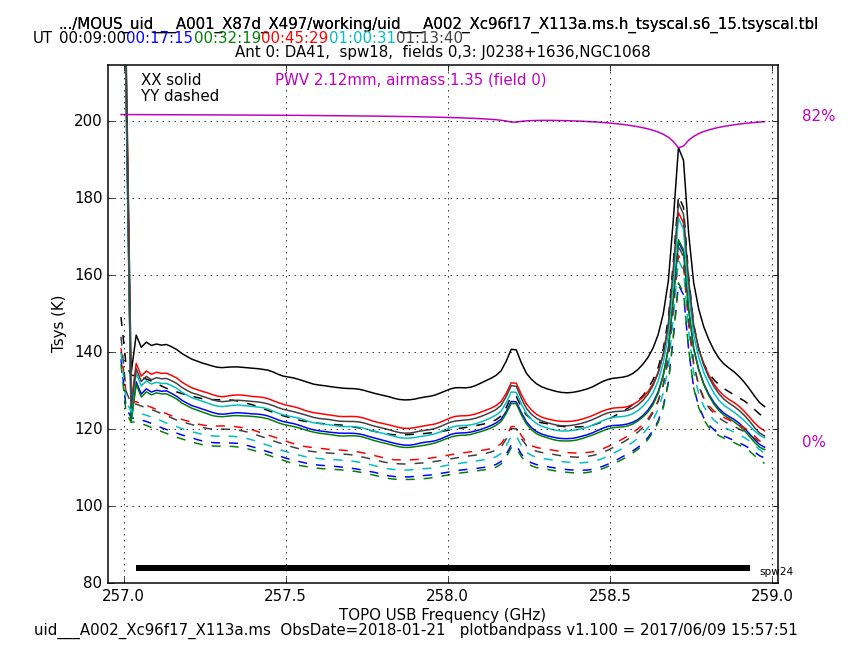 .../MOUS_uid___A001_X87d_X497/working/uid___A002_Xc96f17_X113a.ms.h_tsyscal.s6_15.tsyscal.tbl
UT 00:09:00 00:17:15 00:32:19 00:45:29 01:00:31 01:13:40
Ant 0: DA41,  spw18,  fields 0,3: J0238+1636,NGC1068
XX solid
PWV 2.12mm, airmass 1.35 (field 0)
YY dashed
82%
200
180
160
Tsys (K)
140
120
0%
100
80
spw24
257.0 257.5 258.0 258.5 259.0
TOPO USB Frequency (GHz)
uid___A002_Xc96f17_X113a.ms  ObsDate=2018-01-21   plotbandpass v1.100 = 2017/06/09 15:57:51